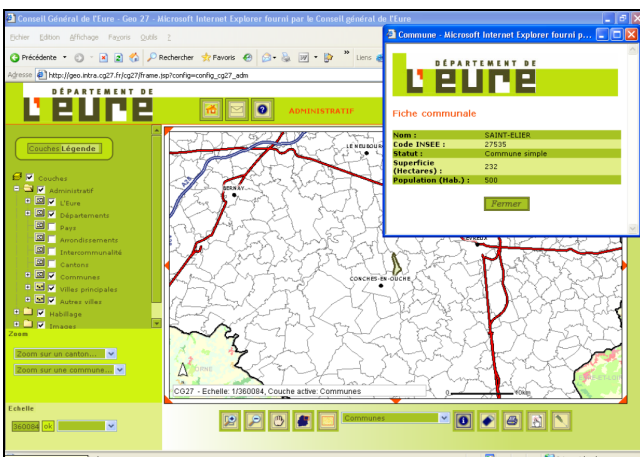 Conseil Général de l'Eure - Geo 27 - Microsoft Internet Explorer fourni par le Conseil général de l'Eure
Fichier Edition Affichage Favoris Outils ?
Précédente Rechercher Favoris Liens
Adresse http://geo.intra.cg27.fr/cg27/frame.jsp?config=config_cg27_adm
DÉPARTEMENT DE
L'eure
ADMINISTRATIF
Couches Légende
Couches
Administratif
L'Eure
Départements
Pays
Arrondissements
Intercommunalité
Cantons
Communes
Villes principales
Autres villes
Habillage
Images
Zoom
Zoom sur un canton...
Zoom sur une commune...
Echelle
360084 ok
LE NEUBOURG
A28
BERNAY
EVREUX
CONCHES-EN-OUCHE
ORNE
CG27 - Echelle: 1/360084, Couche active: Communes
10km
Communes
Commune - Microsoft Internet Explorer fourni p...
DÉPARTEMENT DE
L'eure
Fiche communale
Nom : SAINT-ELIER
Code INSEE : 27535
Statut : Commune simple
Superficie (Hectares) : 232
Population (Hab.) : 500
Fermer